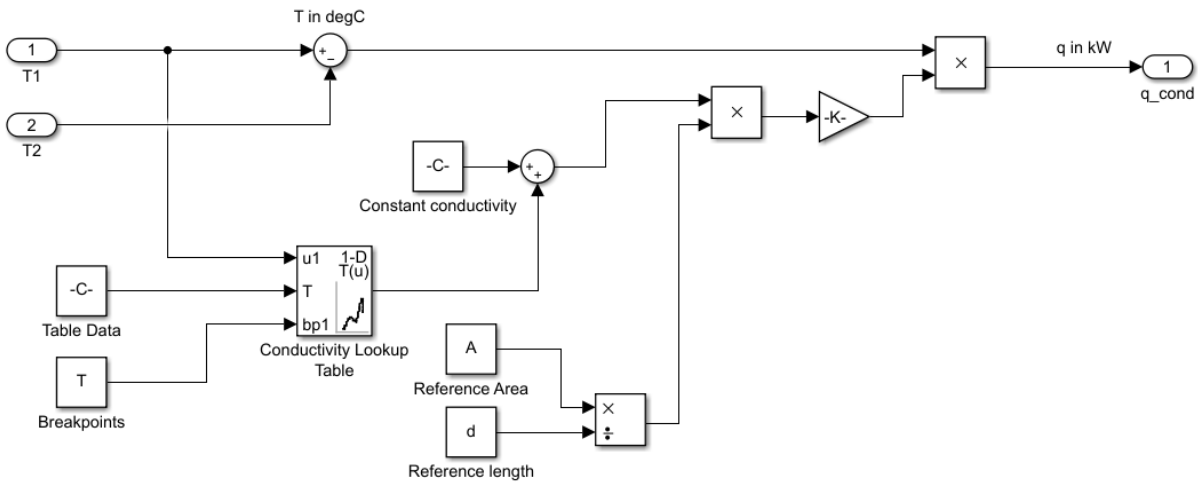 T in degC
1
T1
+
−
×
q in kW
1
q_cond
2
T2
×
-K-
-C-
Constant conductivity
+
+
u1
1-D
T(u)
T
bp1
Conductivity Lookup
Table
-C-
Table Data
T
Breakpoints
A
Reference Area
d
Reference length
×
÷